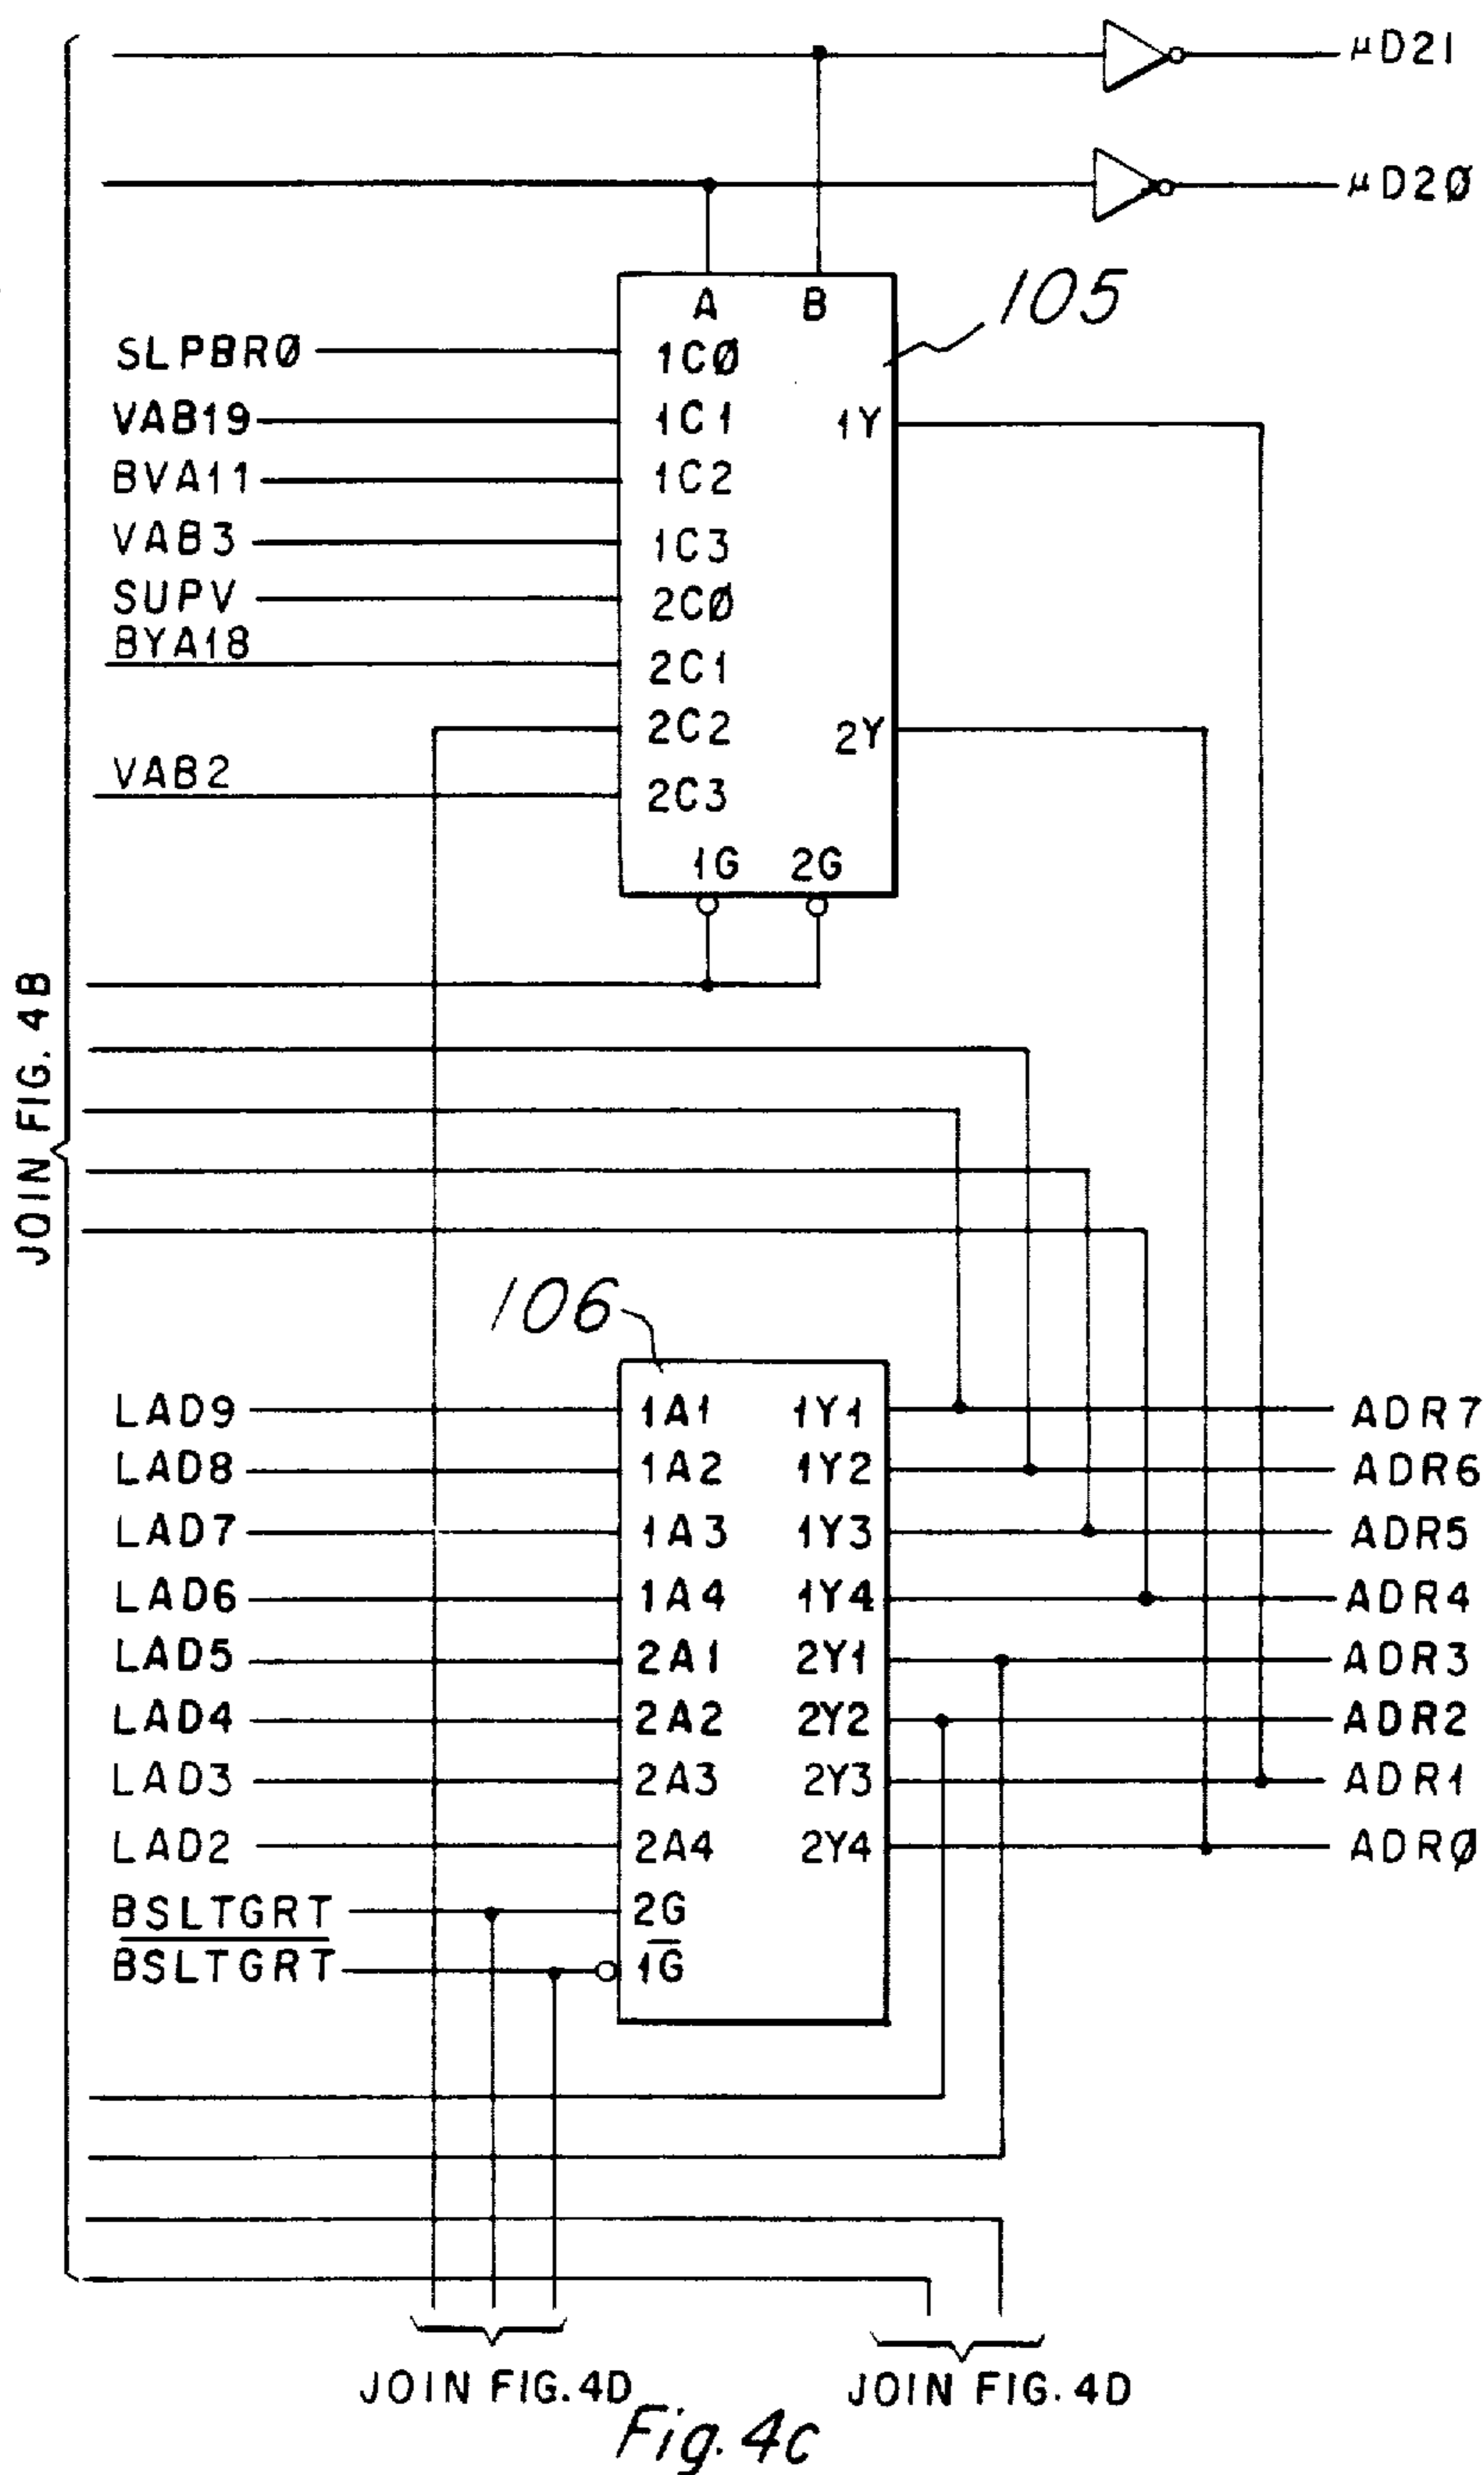 µD21
µD2Ø
105
A B
SLPBRØ 1CØ
VAB19 1C1 1Y
BVA11 1C2
VAB3 1C3
SUPV 2CØ
BYA18 2C1
2C2 2Y
VAB2 2C3
1G 2G
JOIN FIG. 4B
106
LAD9 1A1 1Y1 ADR7
LAD8 1A2 1Y2 ADR6
LAD7 1A3 1Y3 ADR5
LAD6 1A4 1Y4 ADR4
LAD5 2A1 2Y1 ADR3
LAD4 2A2 2Y2 ADR2
LAD3 2A3 2Y3 ADR1
LAD2 2A4 2Y4 ADRØ
BSLTGRT 2G
B̅S̅L̅T̅G̅R̅T̅ 1G̅
JOIN FIG. 4D JOIN FIG. 4D
Fig. 4c